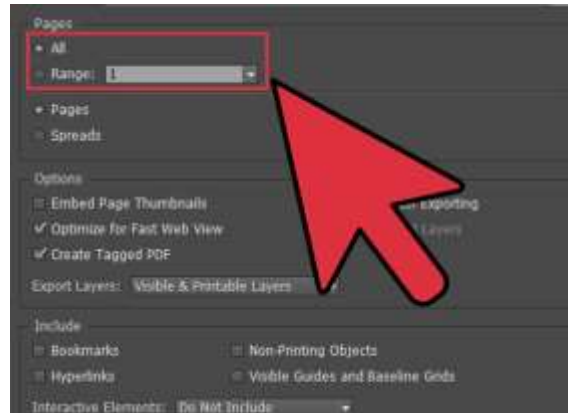 Pages
All
Range: 1
Pages
Spreads
Options
Embed Page Thumbnails
Exporting
Optimize for Fast Web View
Layers
Create Tagged PDF
Export Layers: Visible & Printable Layers
Include
Bookmarks Non-Printing Objects
Hyperlinks Visible Guides and Baseline Grids
Interactive Elements: Do Not Include